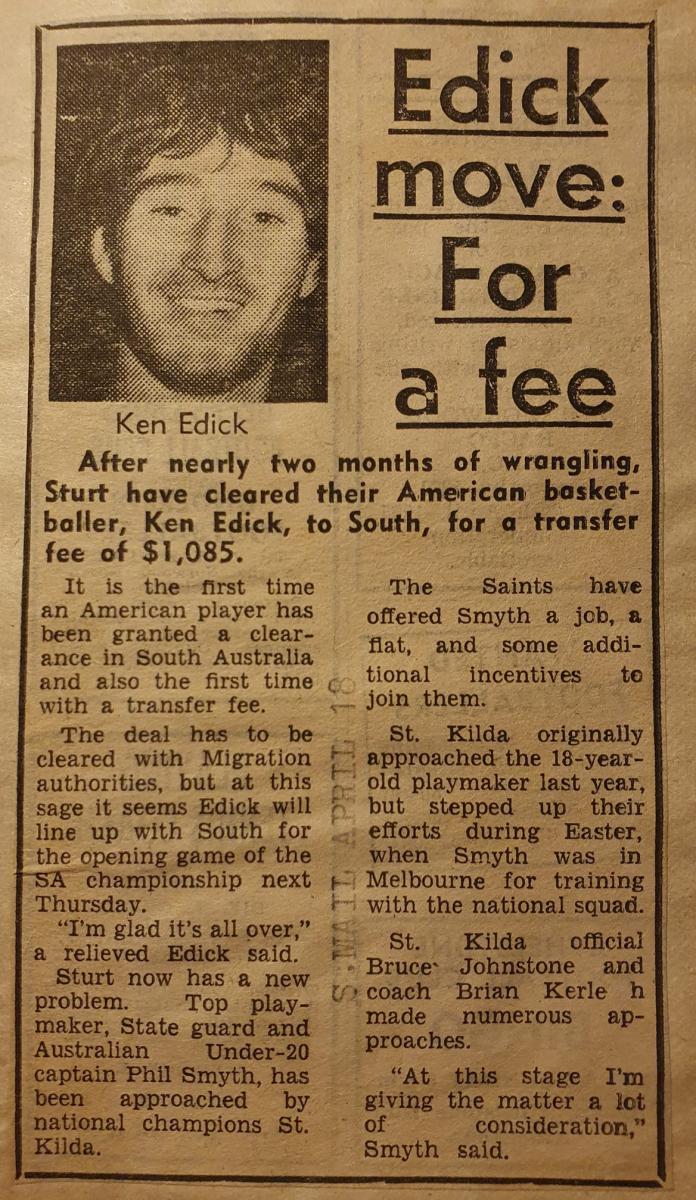 Edick
move:
For
a fee
Ken Edick
After nearly two months of wrangling,
Sturt have cleared their American basket-
baller, Ken Edick, to South, for a transfer
fee of $1,085.
It is the first time
an American player has
been granted a clear-
ance in South Australia
and also the first time
with a transfer fee.
The deal has to be
cleared with Migration
authorities, but at this
sage it seems Edick will
line up with South for
the opening game of the
SA championship next
Thursday.
"I'm glad it's all over,"
a relieved Edick said.
Sturt now has a new
problem. Top play-
maker, State guard and
Australian Under-20
captain Phil Smyth, has
been approached by
national champions St.
Kilda.
The Saints have
offered Smyth a job, a
flat, and some addi-
tional incentives to
join them.
St. Kilda originally
approached the 18-year-
old playmaker last year,
but stepped up their
efforts during Easter,
when Smyth was in
Melbourne for training
with the national squad.
St. Kilda official
Bruce Johnstone and
coach Brian Kerle h
made numerous ap-
proaches.
"At this stage I'm
giving the matter a lot
of consideration,"
Smyth said.